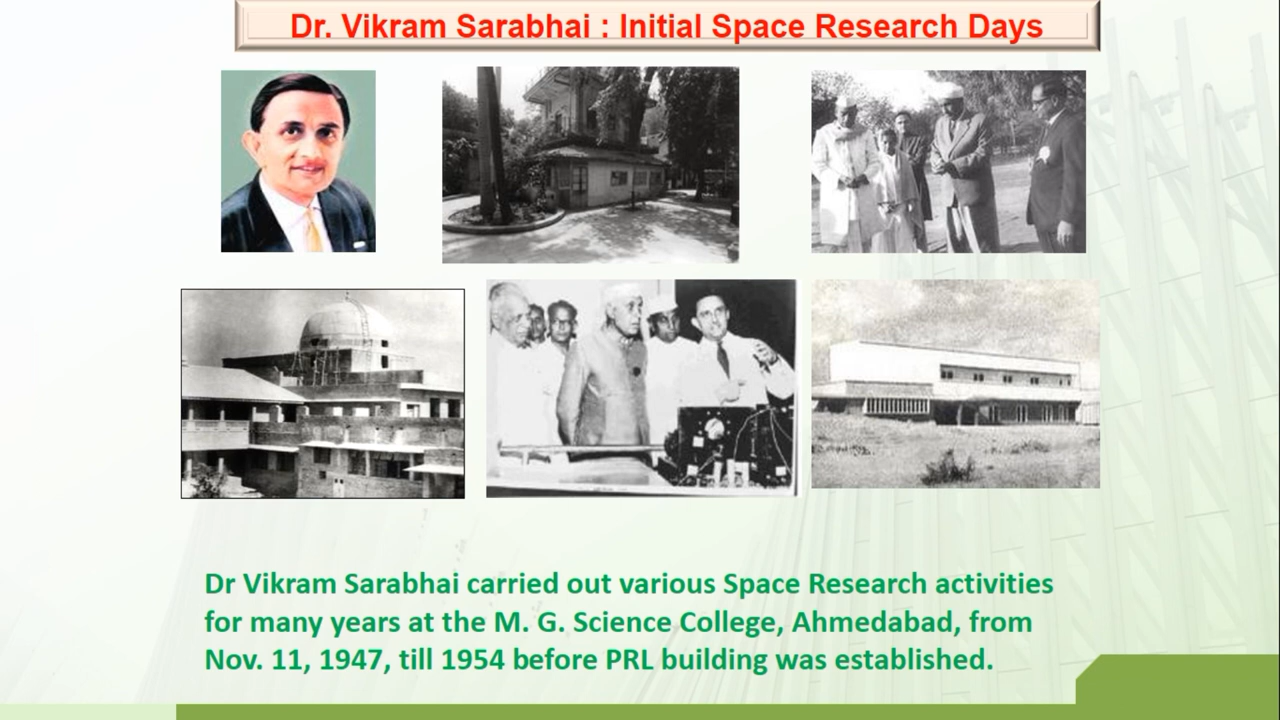 Dr. Vikram Sarabhai : Initial Space Research Days
Dr Vikram Sarabhai carried out various Space Research activities
for many years at the M. G. Science College, Ahmedabad, from
Nov. 11, 1947, till 1954 before PRL building was established.